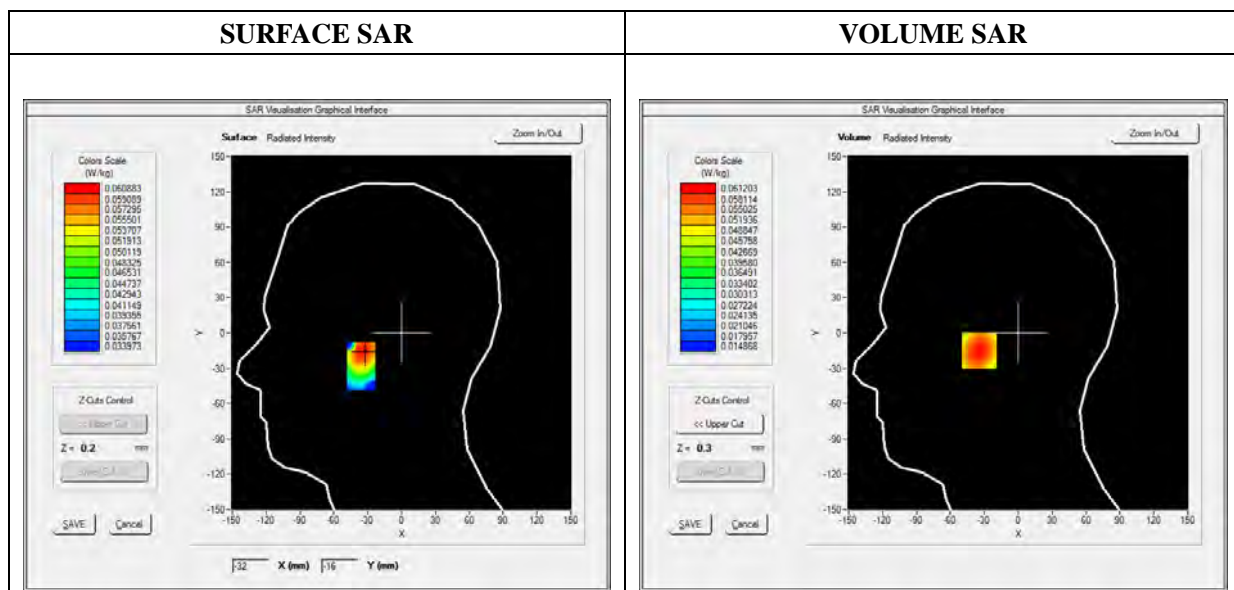 SURFACE SAR
SAR Visualisation Graphical Interface
Surface Radiated Intensity
Zoom In/Out
Colors Scale
(W/kg)
0.060883
0.059089
0.057295
0.055501
0.053707
0.051913
0.050119
0.048325
0.046531
0.044737
0.042943
0.041149
0.039355
0.037561
0.035767
0.033973
Z-Cuts Control
<< Upper Cut
Z = 0.2 mm
SAVE Cancel
150
120
90
60
30
0
-30
-60
-90
-120
-150
Y
-150 -120 -90 -60 -30 0 30 60 90 120 150
X
-32 X (mm) -16 Y (mm)
VOLUME SAR
SAR Visualisation Graphical Interface
Volume Radiated Intensity
Zoom In/Out
Colors Scale
(W/kg)
0.061203
0.058114
0.055025
0.051936
0.048847
0.045758
0.042669
0.039580
0.036491
0.033402
0.030313
0.027224
0.024135
0.021046
0.017957
0.014868
Z-Cuts Control
<< Upper Cut
Z = 0.3 mm
SAVE Cancel
150
120
90
60
30
0
-30
-60
-90
-120
-150
Y
-150 -120 -90 -60 -30 0 30 60 90 120 150
X